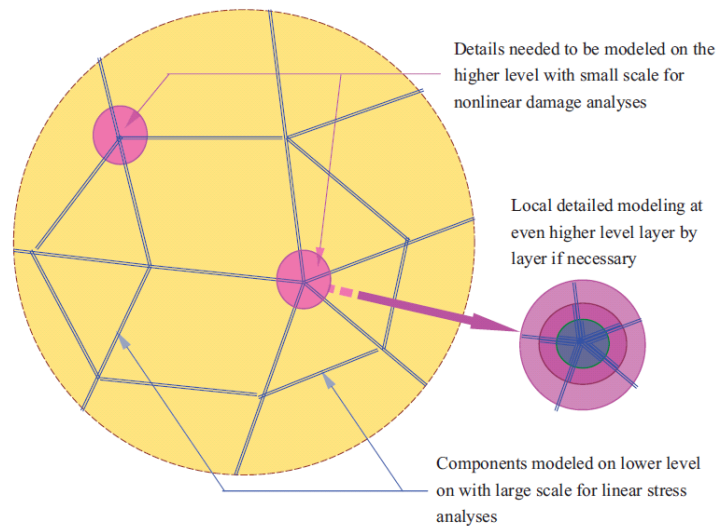 Details needed to be modeled on the
higher level with small scale for
nonlinear damage analyses
Local detailed modeling at
even higher level layer by
layer if necessary
Components modeled on lower level
on with large scale for linear stress
analyses